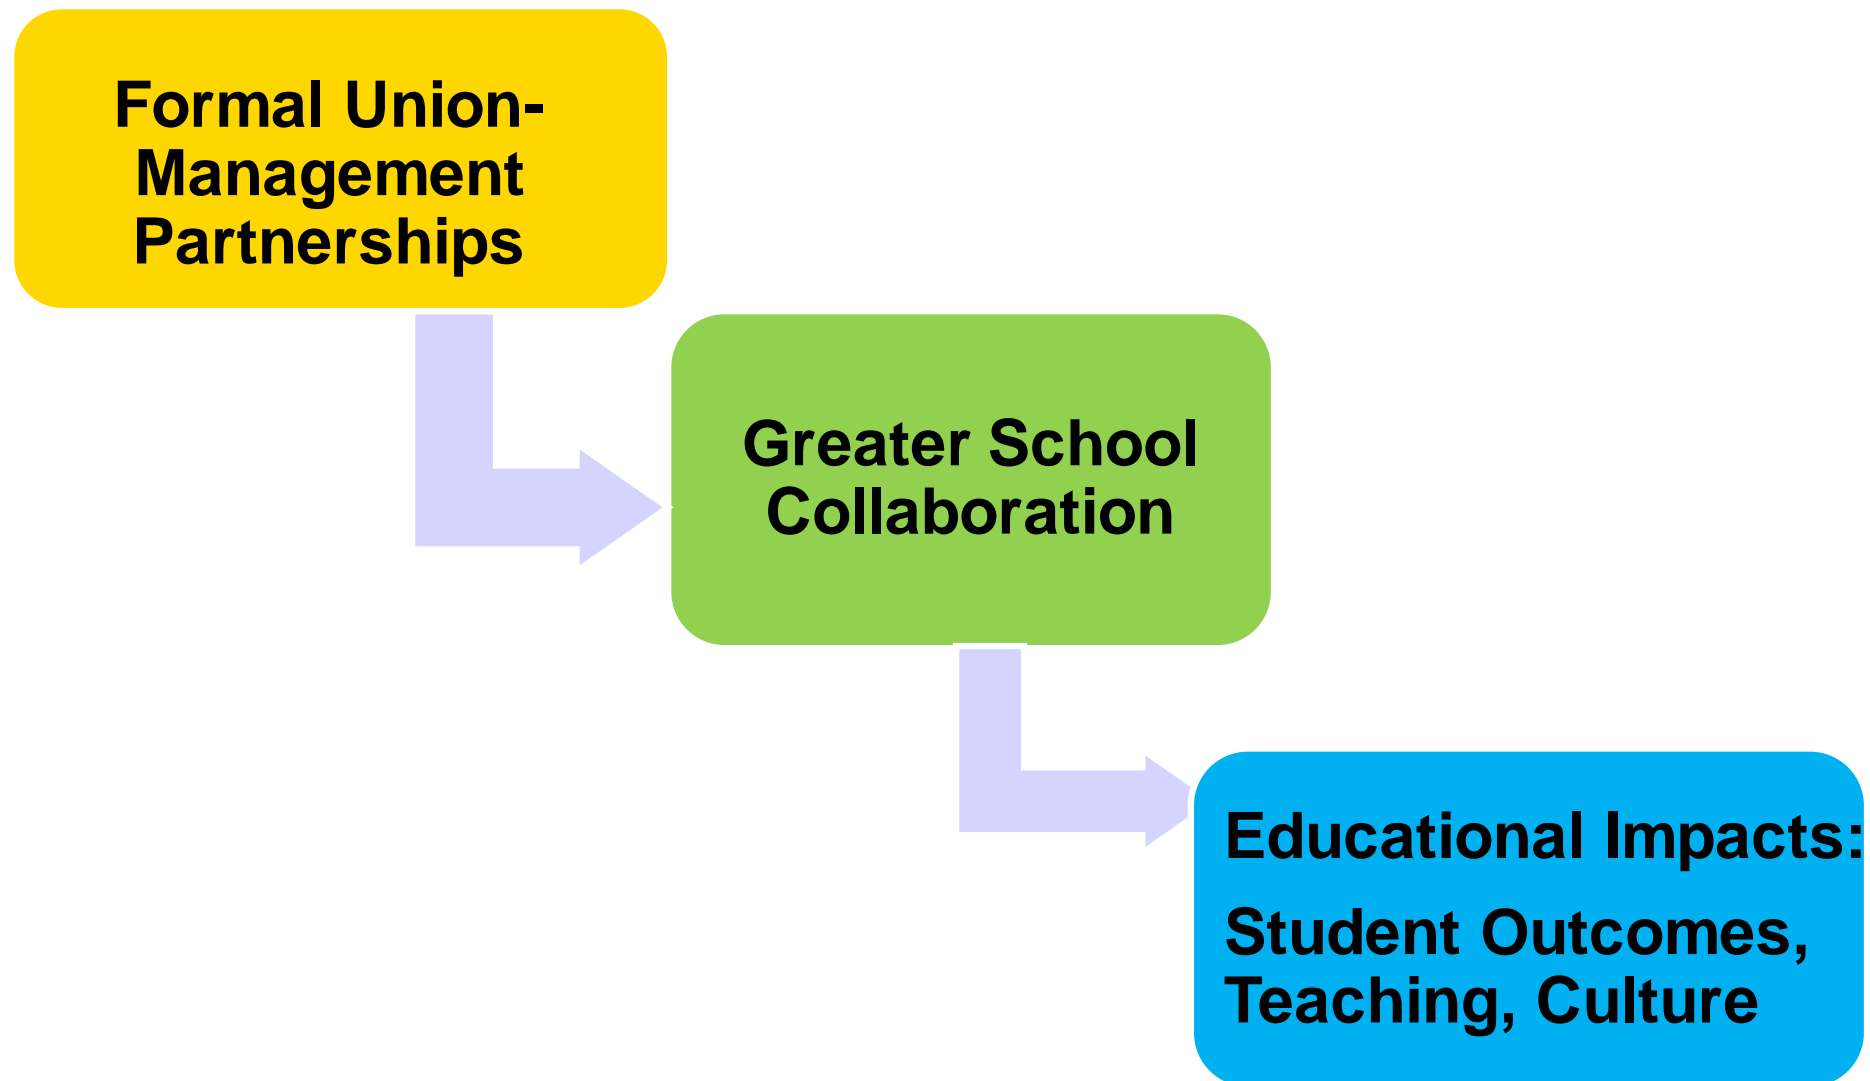 Formal Union-
Management
Partnerships
Greater School
Collaboration
Educational Impacts:
Student Outcomes,
Teaching, Culture